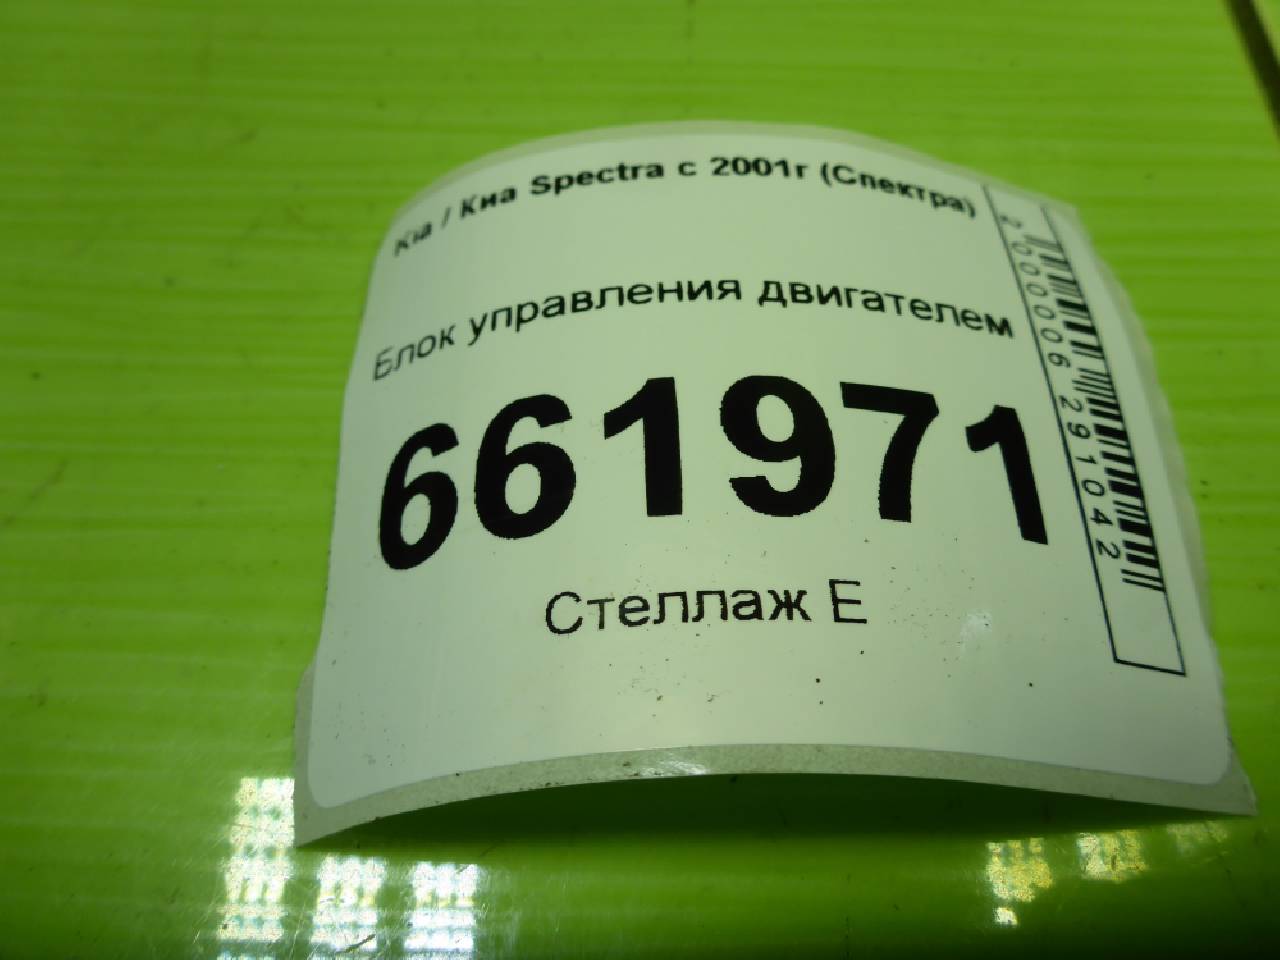 Kia / Киа Spectra с 2001г (Спектра)
Блок управления двигателем
661971
Стеллаж Е
2000006291042